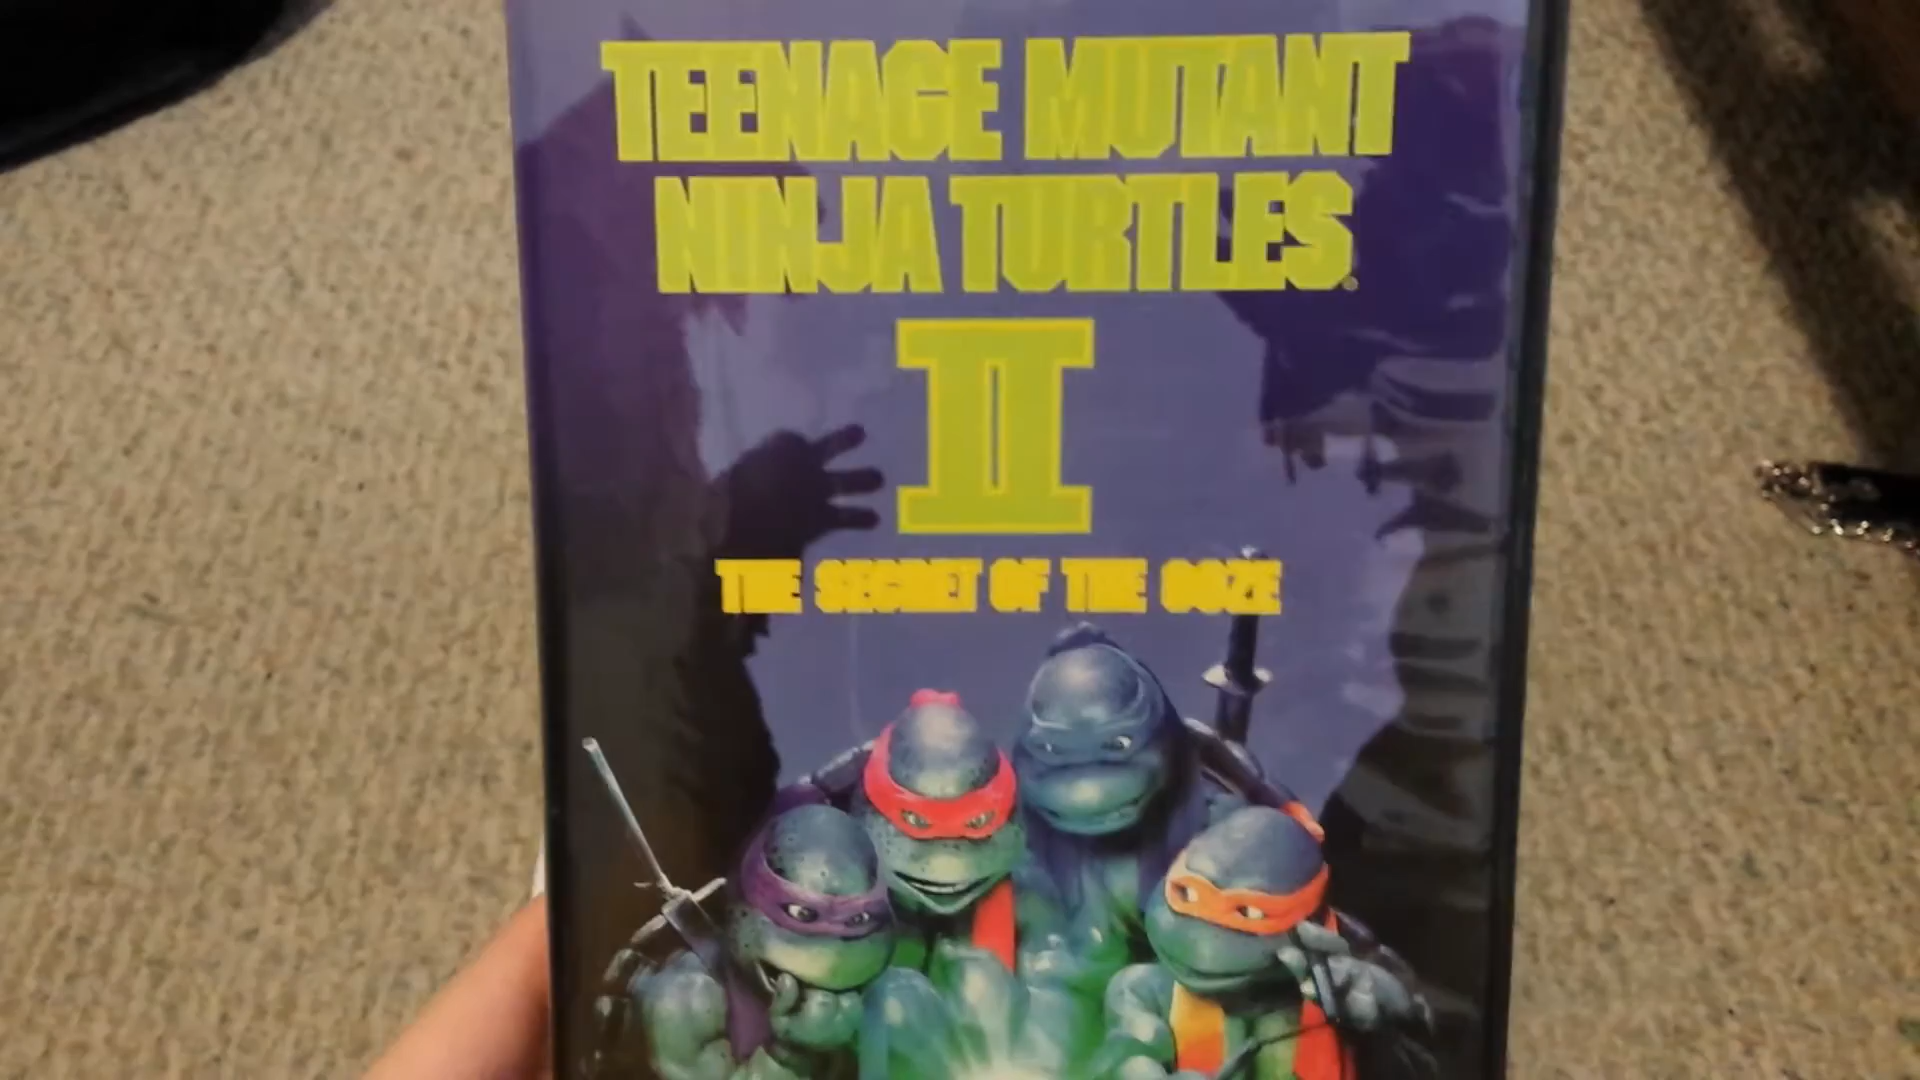 TEENAGE MUTANT
NINJA TURTLES
II
THE SECRET OF THE OOZE